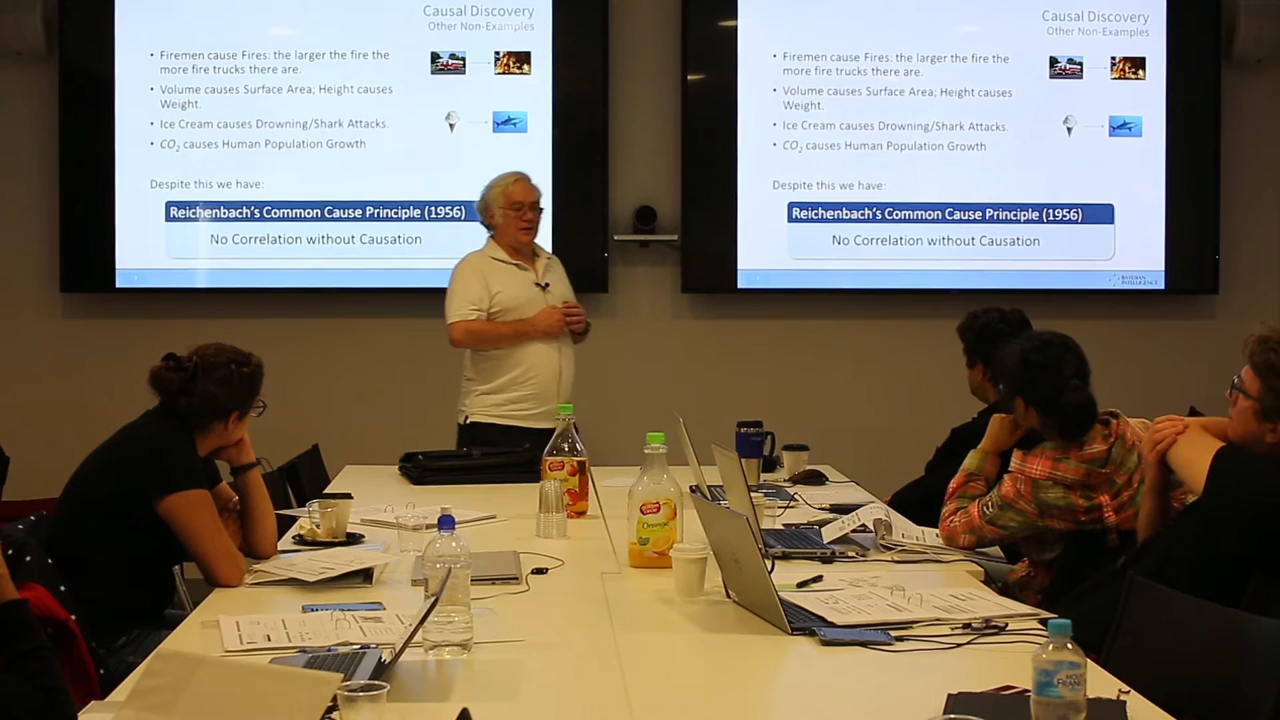 Causal Discovery
Other Non-Examples
• Firemen cause Fires: the larger the fire the
more fire trucks there are.
• Volume causes Surface Area; Height causes
Weight.
• Ice Cream causes Drowning/Shark Attacks.
• CO2 causes Human Population Growth
Despite this we have:
Reichenbach's Common Cause Principle (1956)
No Correlation without Causation
Causal Discovery
Other Non-Examples
• Firemen cause Fires: the larger the fire the
more fire trucks there are.
• Volume causes Surface Area; Height causes
Weight.
• Ice Cream causes Drowning/Shark Attacks.
• CO2 causes Human Population Growth
Despite this we have:
Reichenbach's Common Cause Principle (1956)
No Correlation without Causation
BAYESIAN
INTELLIGENCE
Orange
MOUNT
FRANKLIN